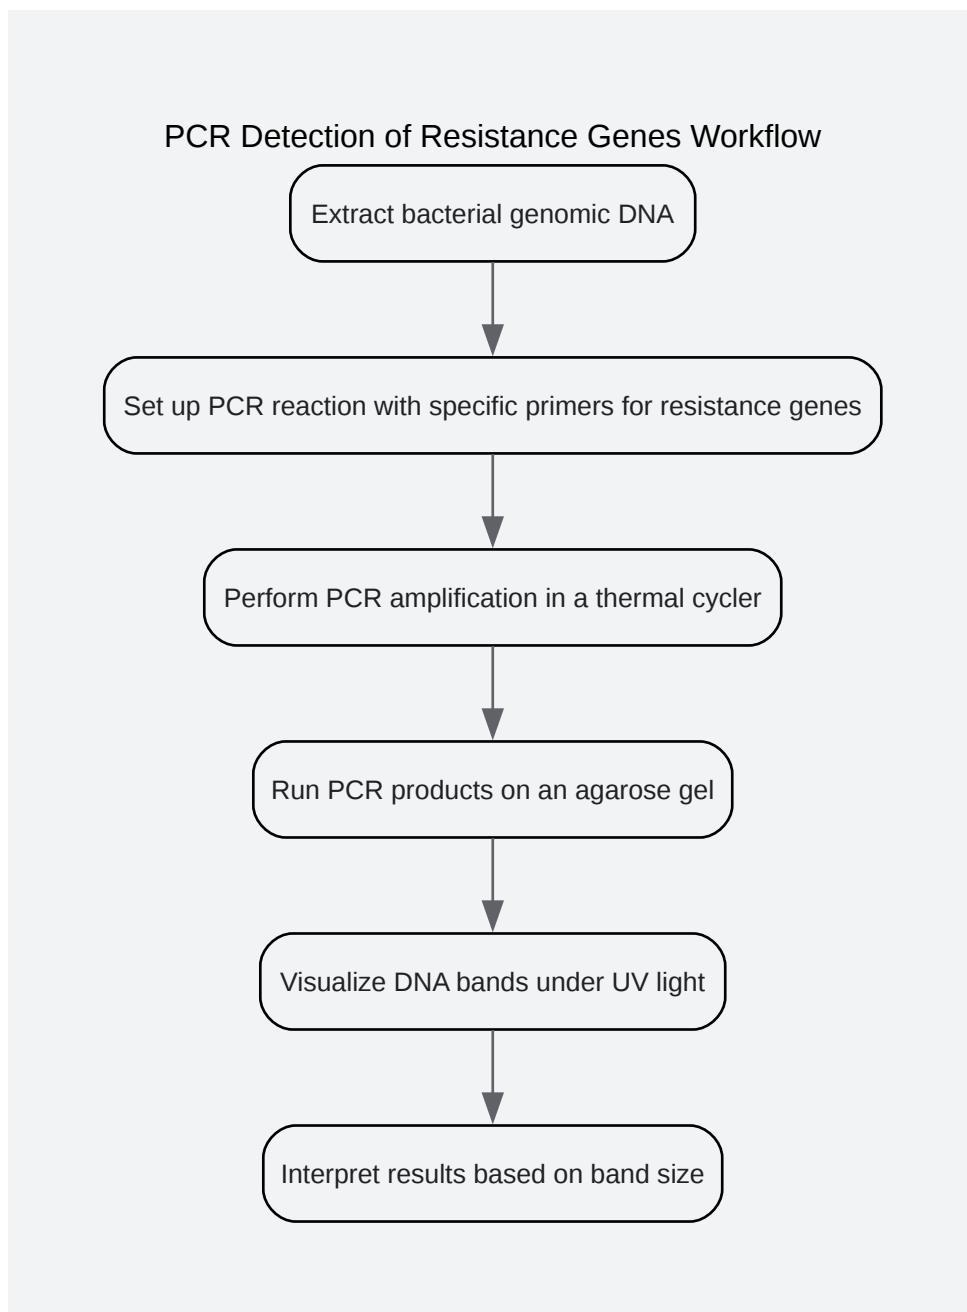 PCR Detection of Resistance Genes Workflow
Extract bacterial genomic DNA
Set up PCR reaction with specific primers for resistance genes
Perform PCR amplification in a thermal cycler
Run PCR products on an agarose gel
Visualize DNA bands under UV light
Interpret results based on band size